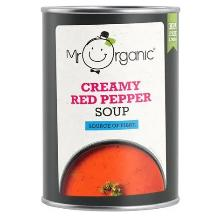 Mr
Organic
CREAMY
RED PEPPER
SOUP
SOURCE OF FIBRE